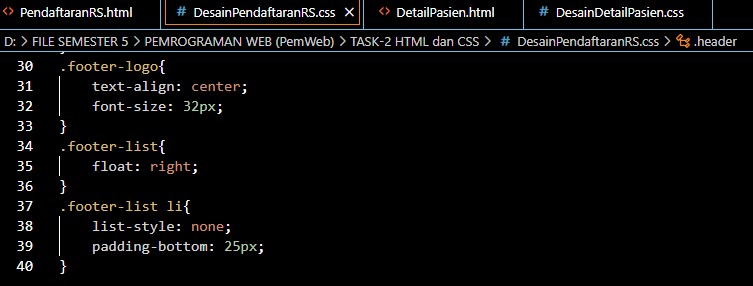 PendaftaranRS.html # DesainPendaftaranRS.css × DetailPasien.html # DesainDetailPasien.css
D: > FILE SEMESTER 5 > PEMROGRAMAN WEB (PemWeb) > TASK-2 HTML dan CSS > # DesainPendaftaranRS.css > .header
30 .footer-logo{
31 text-align: center;
32 font-size: 32px;
33 }
34 .footer-list{
35 float: right;
36 }
37 .footer-list li{
38 list-style: none;
39 padding-bottom: 25px;
40 }